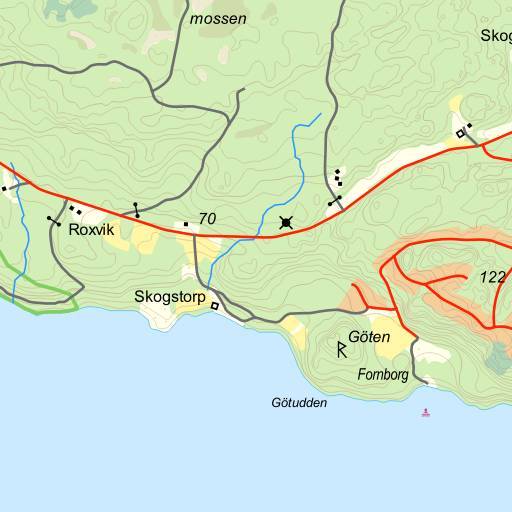 mossen
Skog
70
Roxvik
122
Skogstorp
Göten
Fornborg
Götudden